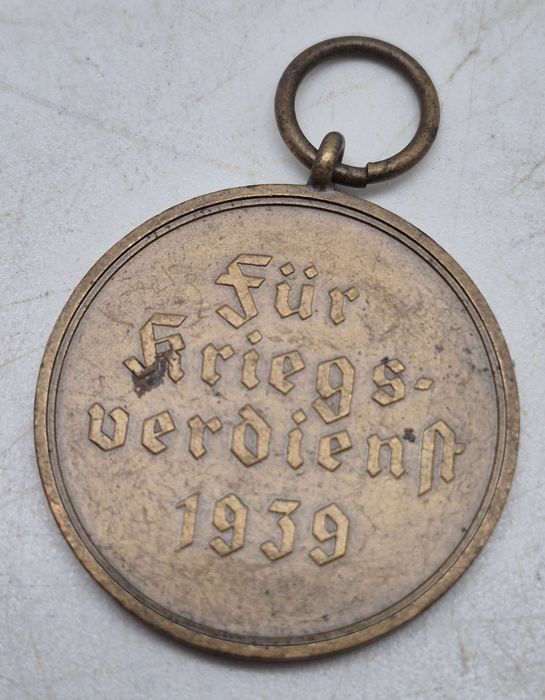 Für
Kriegs-
verdienst
1939